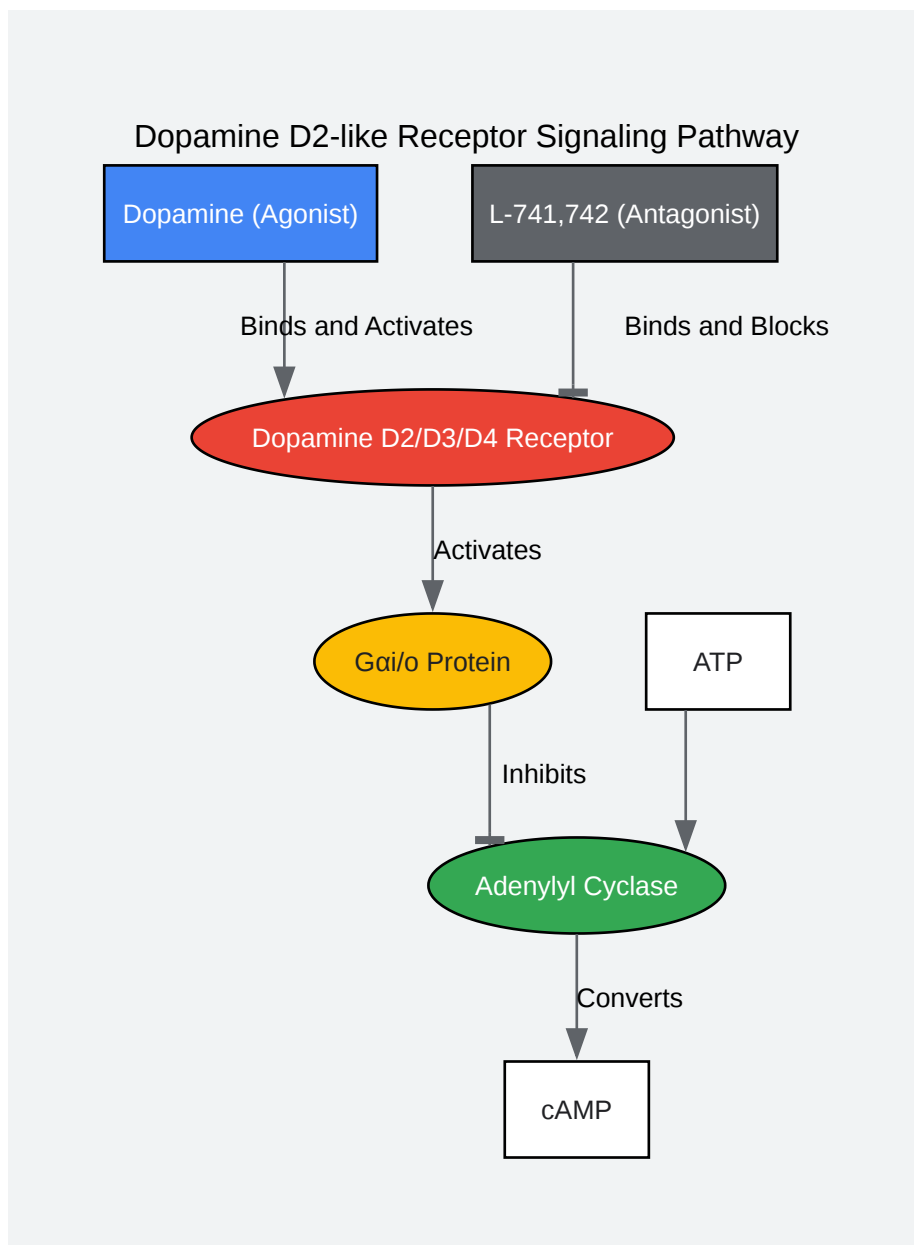 Dopamine D2-like Receptor Signaling Pathway
Dopamine (Agonist)
L-741,742 (Antagonist)
Binds and Activates
Binds and Blocks
Dopamine D2/D3/D4 Receptor
Activates
Gαi/o Protein
ATP
Inhibits
Adenylyl Cyclase
Converts
cAMP